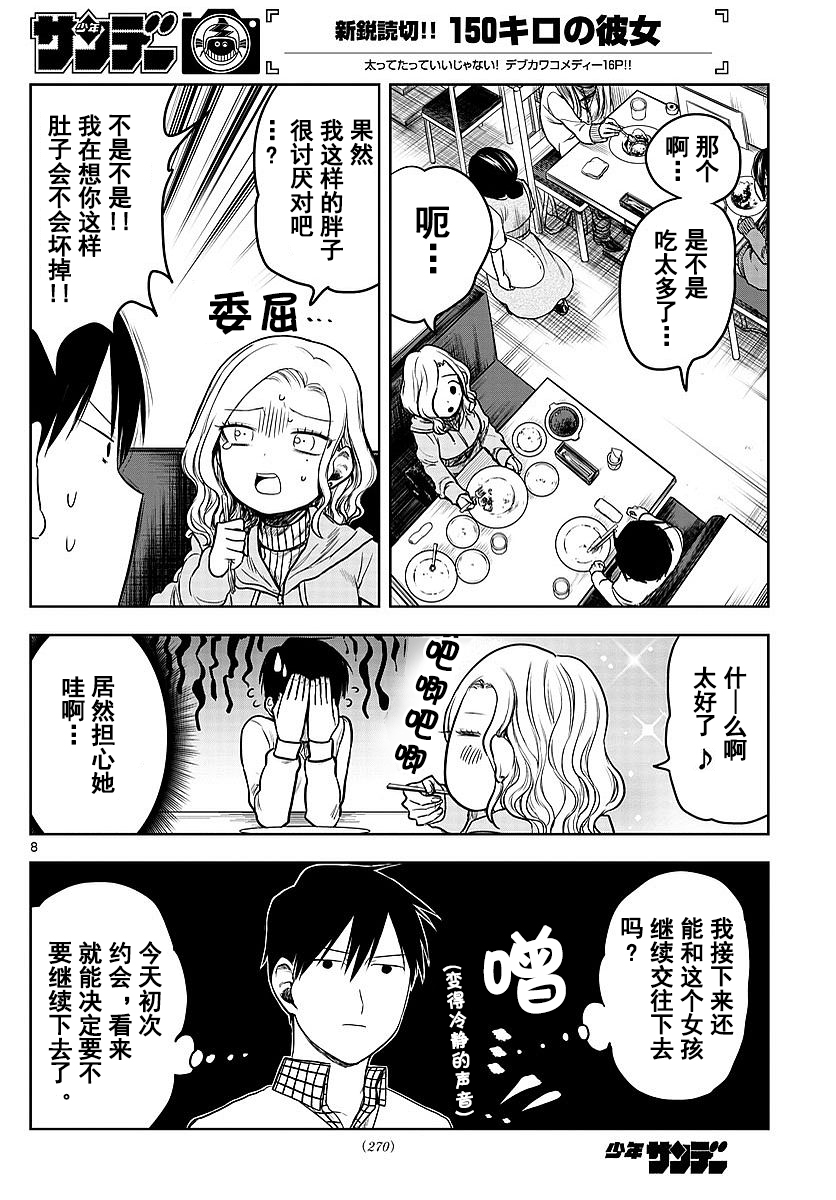 少年サンデー
新鋭読切!! 150キロの彼女
太ってたっていいじゃない! デブカワコメディー16P!!
那个
啊…
是不是
吃太多了…
呃…
果然
我这样的胖子
很讨厌对吧
…?
委屈…
不是不是!!
我在想你这样
肚子会不会坏掉!!
什—么啊
太好了♪
吧唧吧唧
居然担心她
哇啊…
8
我接下来还
能和这个女孩
继续交往下去
吗?
噌
(变得冷静的声音)
今天初次
约会,看来
就能决定要不
要继续下去了。
(270)
少年サンデー